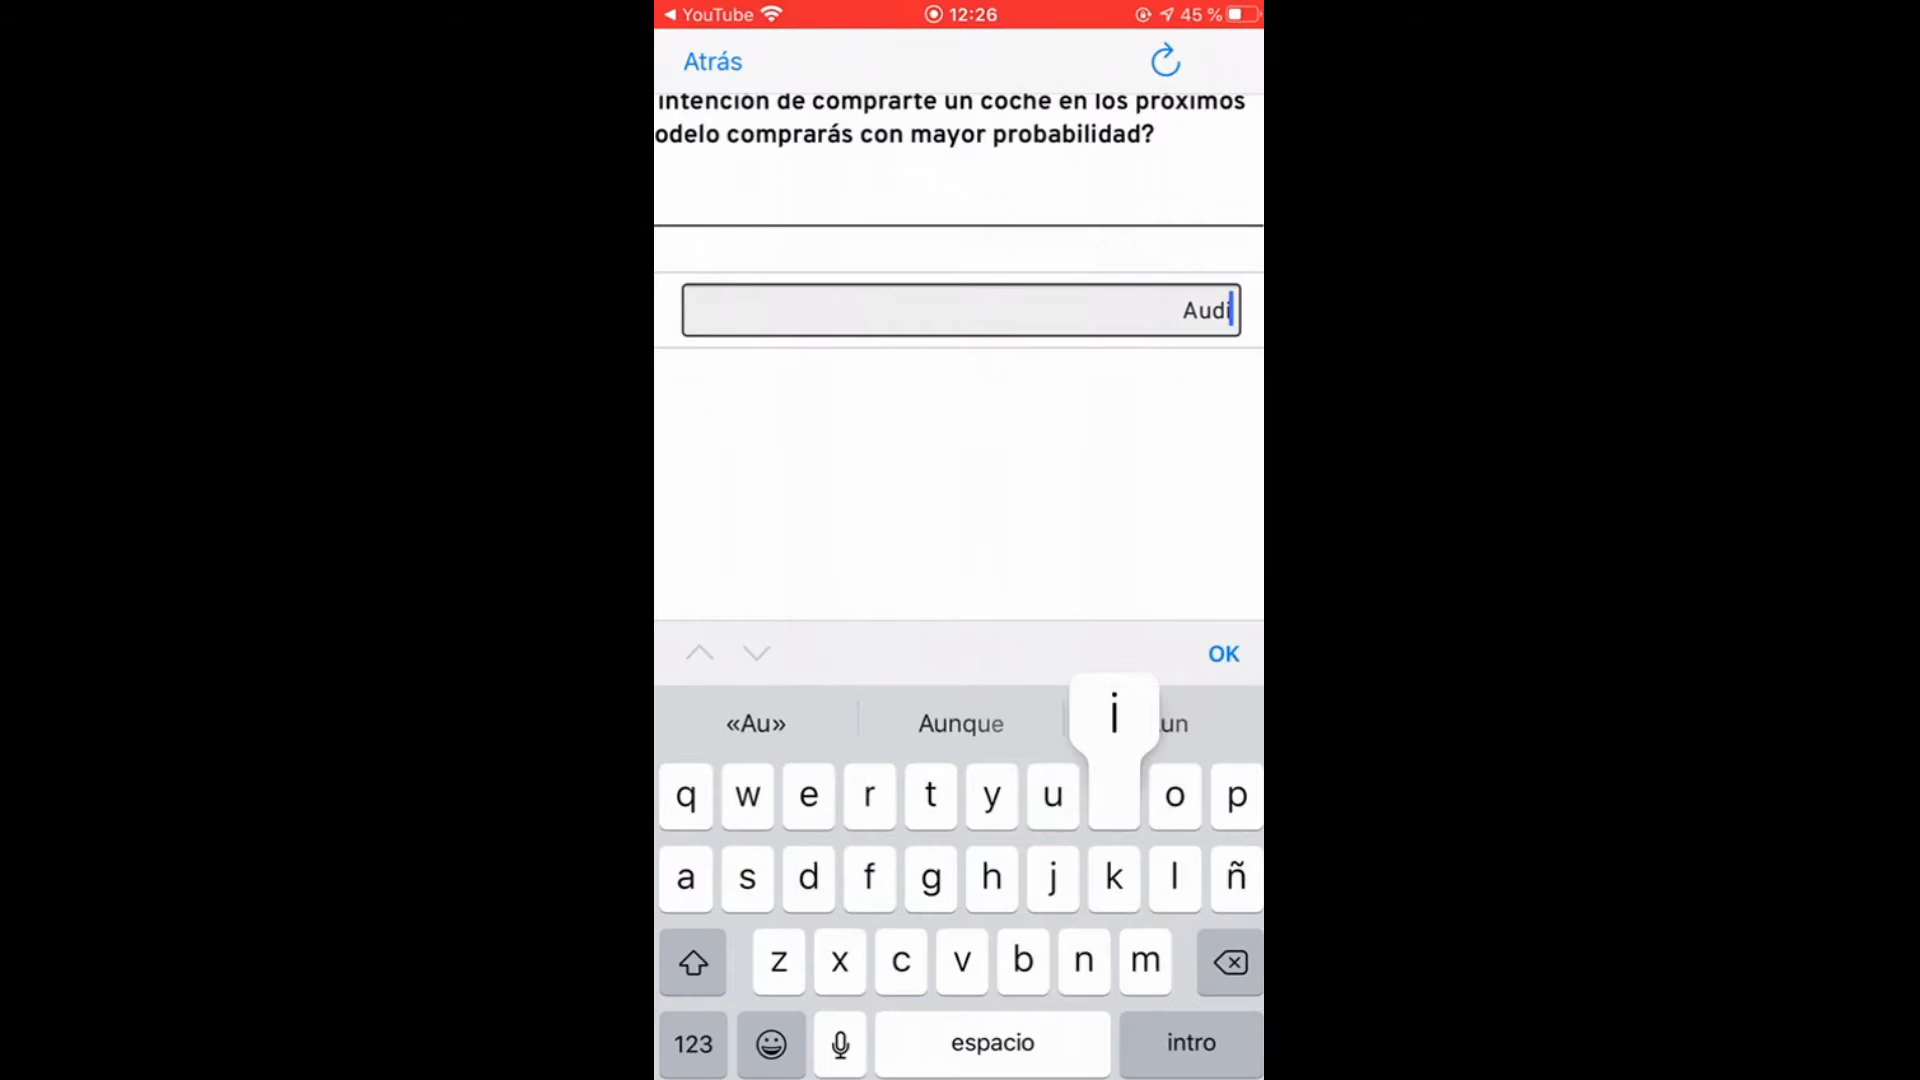 YouTube 12:26 45 %
Atrás
intención de comprarte un coche en los próximos
odelo comprarás con mayor probabilidad?
Audi
OK
«Au» Aunque un
i
q w e r t y u o p
a s d f g h j k l ñ
z x c v b n m
123 espacio intro